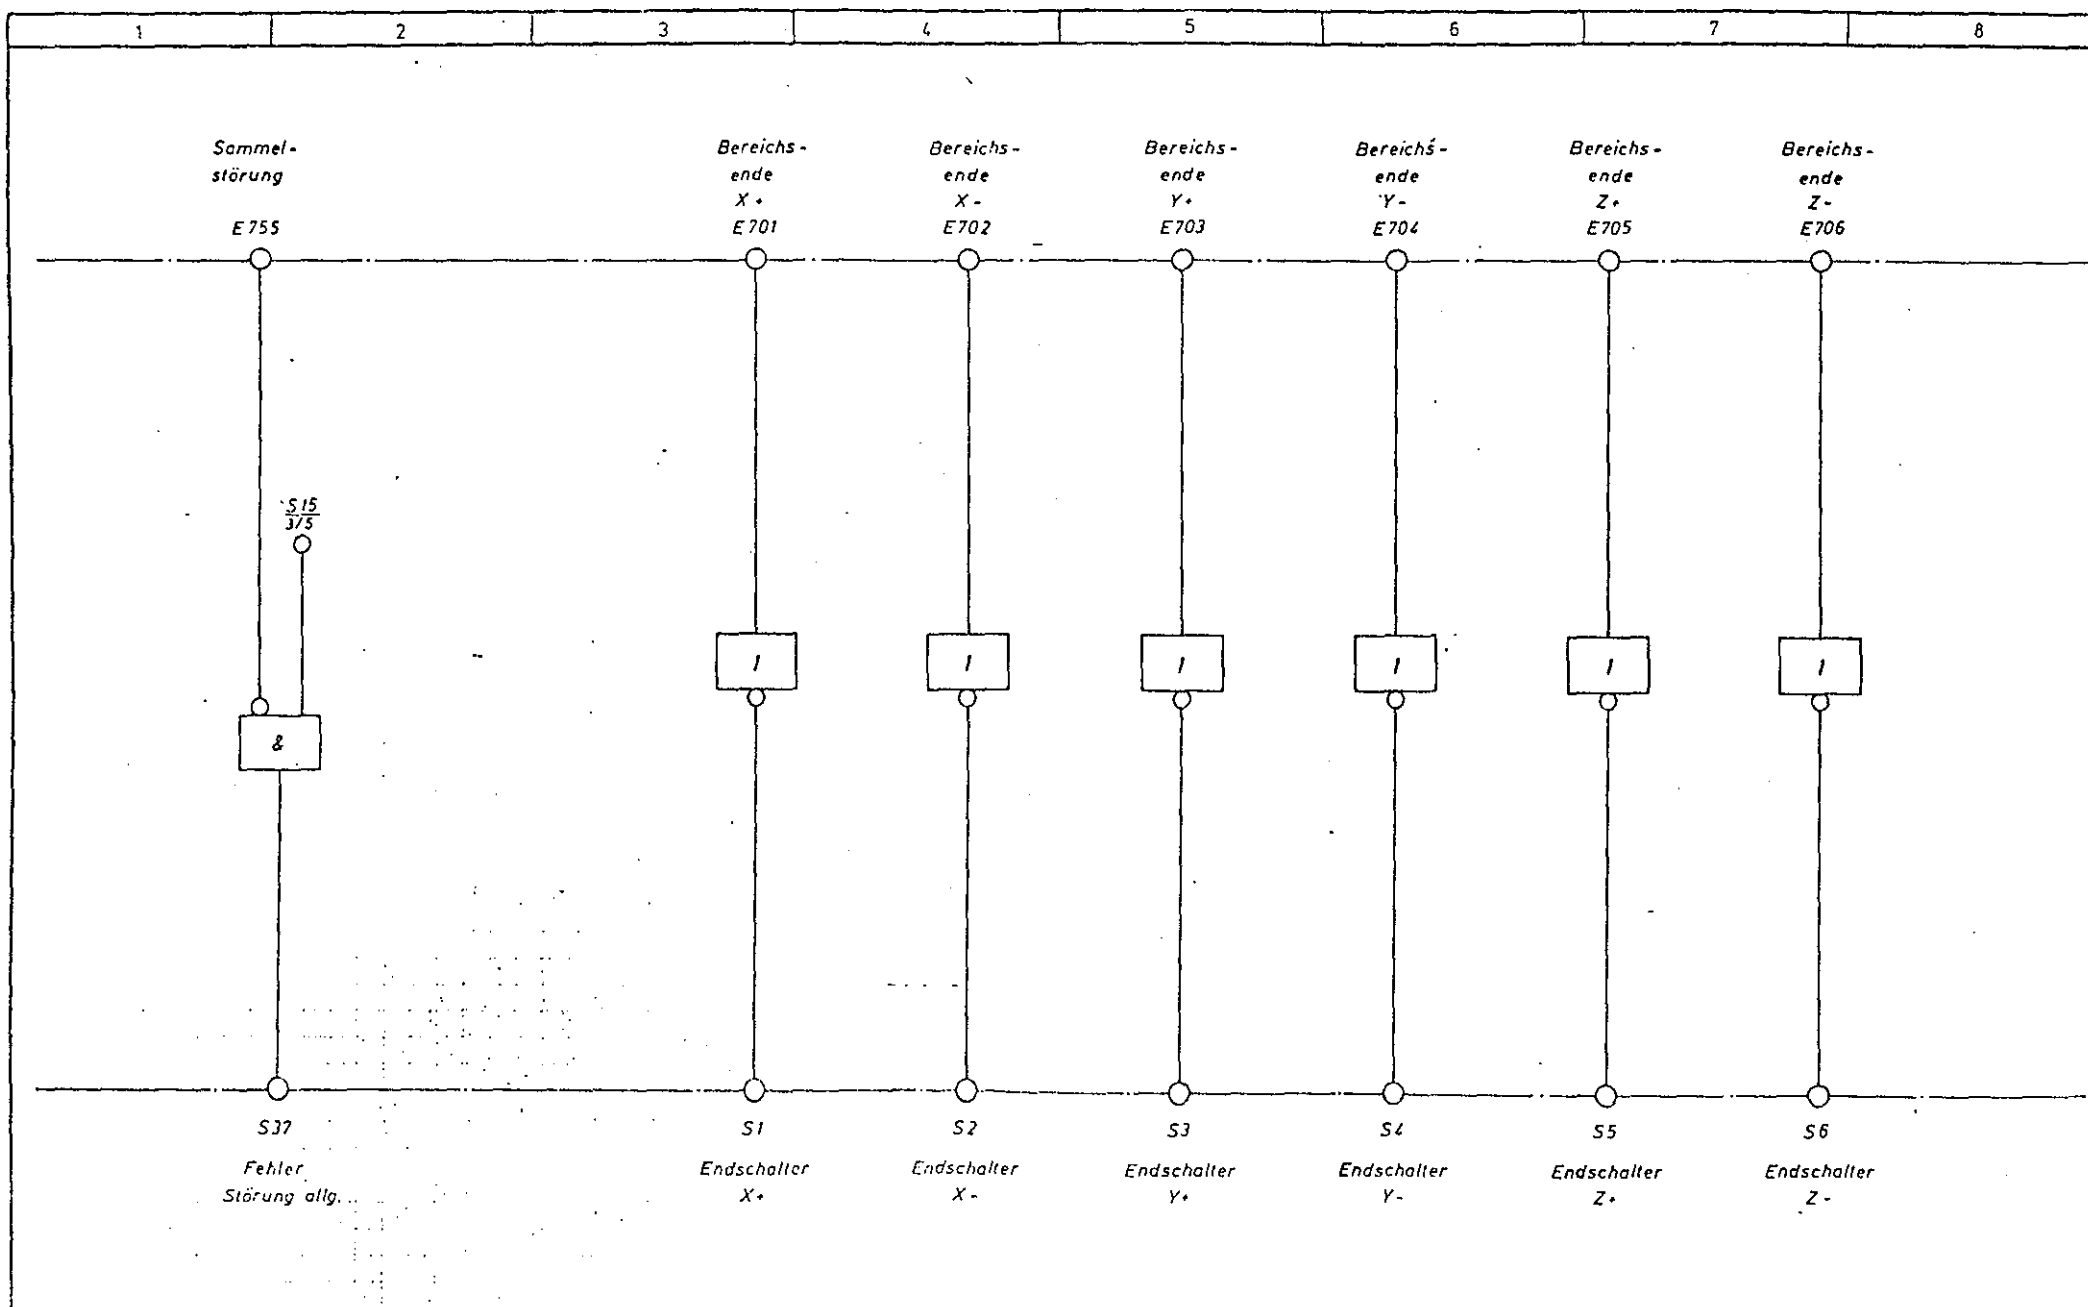 1 2 3 4 5 6 7 8
Sammel-
störung
E755
Bereichs-
ende
X+
E701
Bereichs-
ende
X-
E702
Bereichs-
ende
Y+
E703
Bereichs-
ende
Y-
E704
Bereichs-
ende
Z+
E705
Bereichs-
ende
Z-
E706
S15
3/5
&
1
1
1
1
1
1
S37
Fehler
Störung allg.
S1
Endschalter
X+
S2
Endschalter
X-
S3
Endschalter
Y+
S4
Endschalter
Y-
S5
Endschalter
Z+
S6
Endschalter
Z-